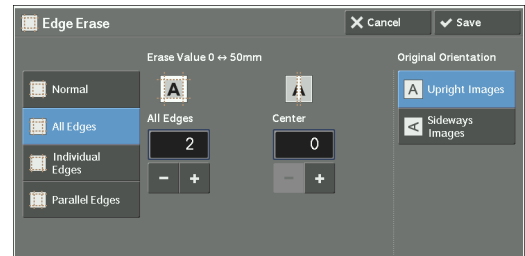 Edge Erase
Cancel
Save
Erase Value 0 ↔ 50mm
Original Orientation
Normal
All Edges
Individual
Edges
Parallel Edges
A
All Edges
2
− +
A
Center
0
− +
A Upright Images
A Sideways
Images